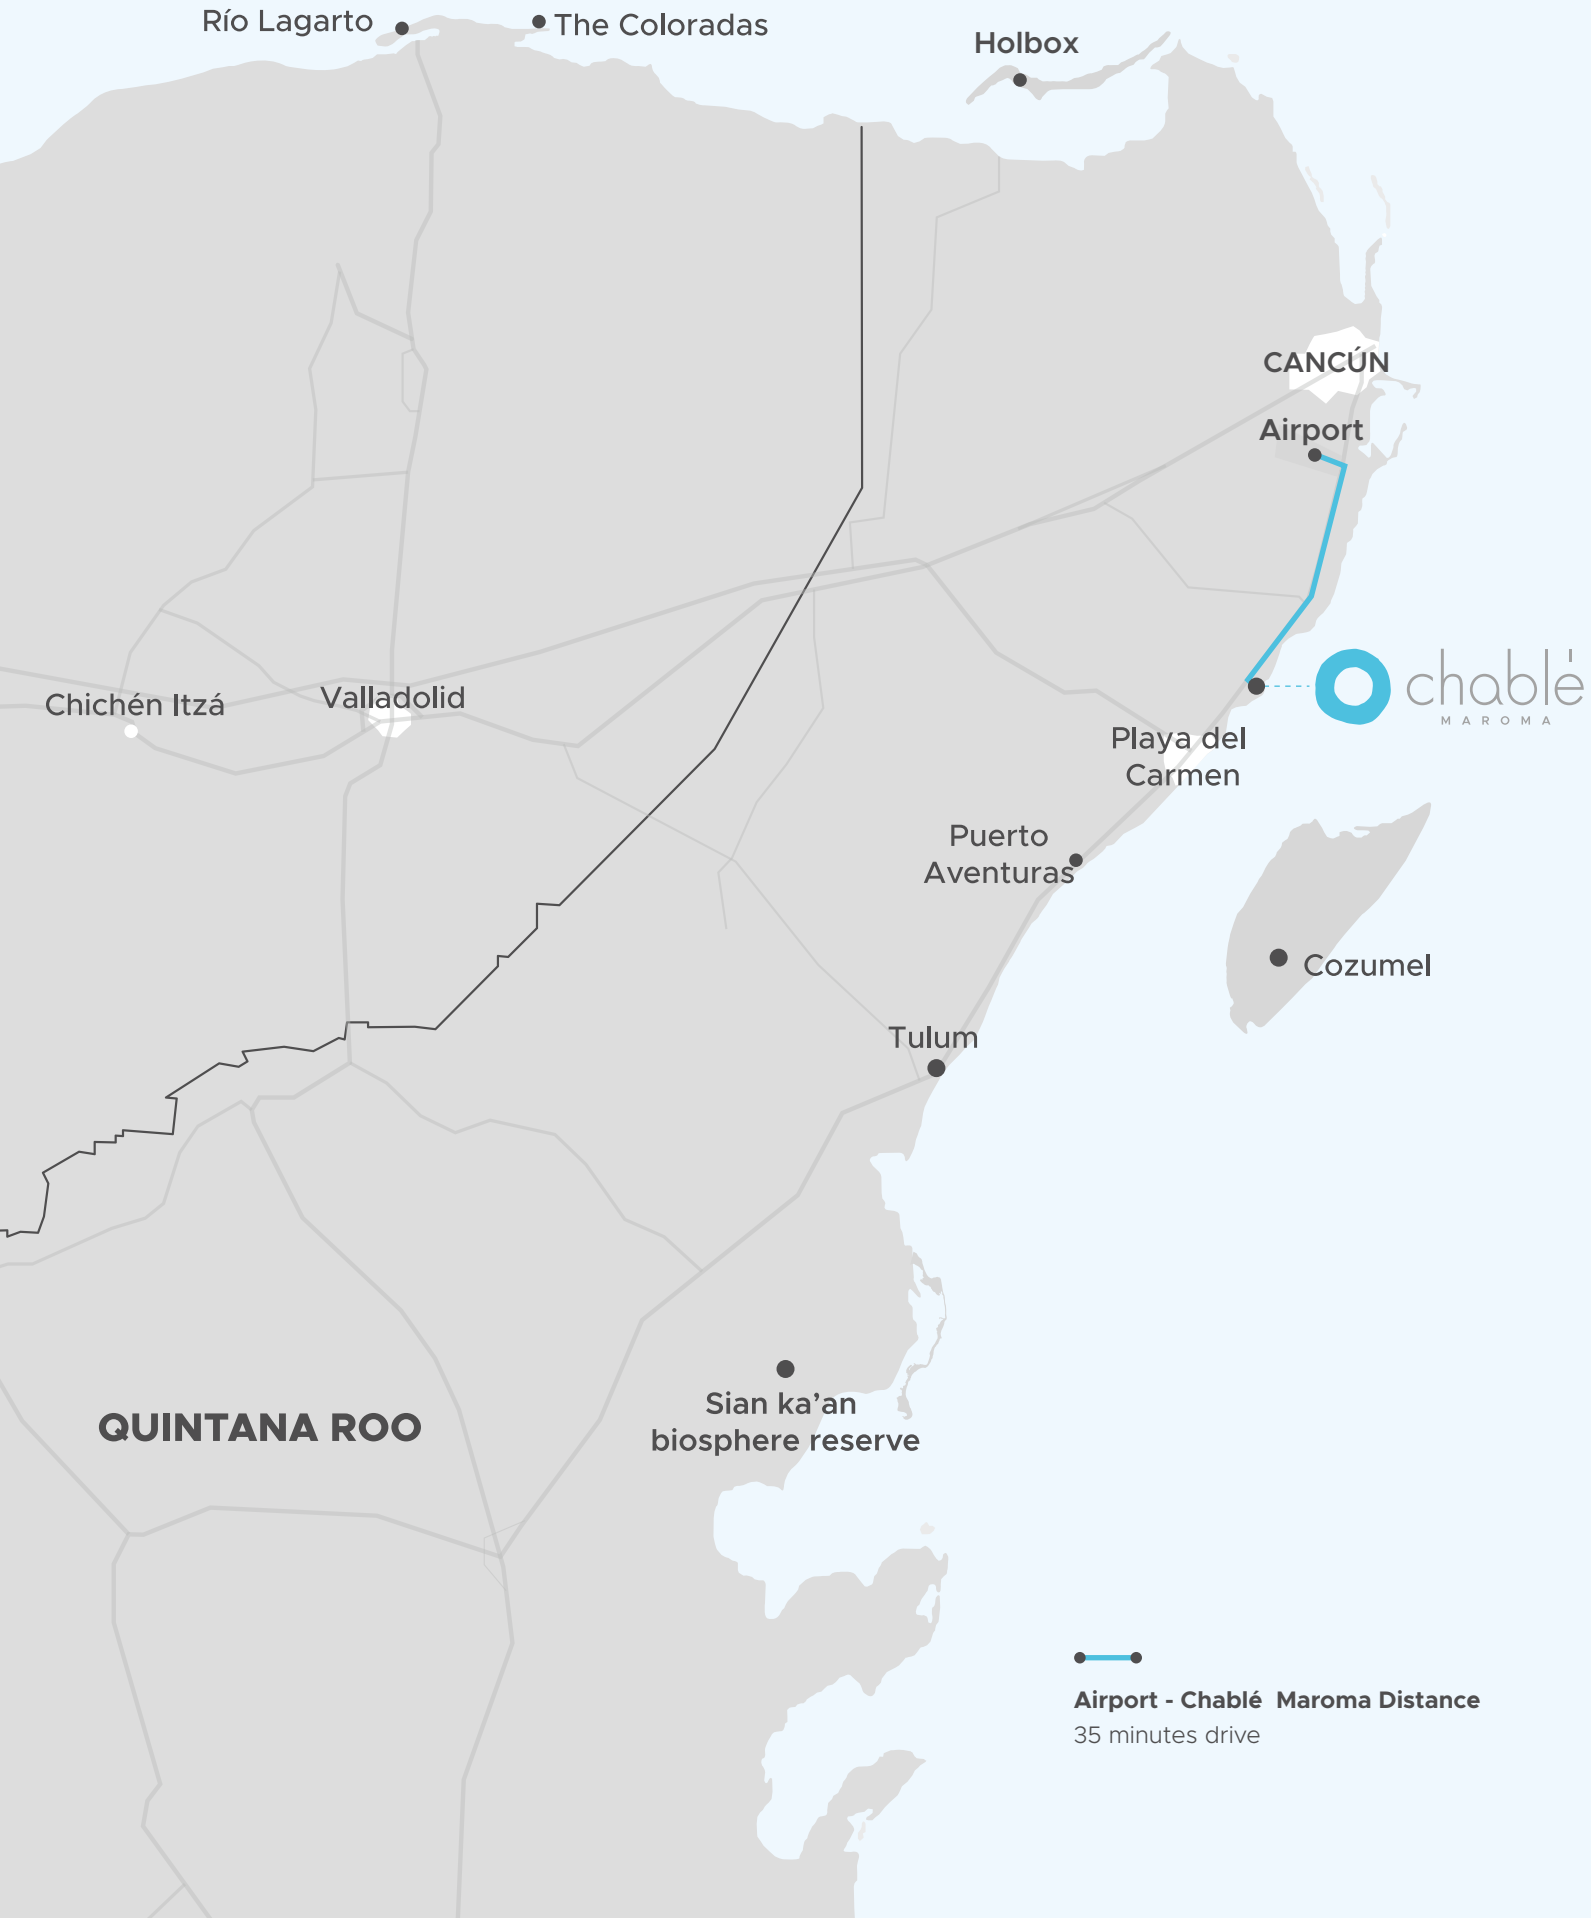 Río Lagarto
The Coloradas
Holbox
CANCÚN
Airport
chablé
MAROMA
Chichén Itzá
Valladolid
Playa del
Carmen
Puerto
Aventuras
Cozumel
Tulum
Sian ka’an
biosphere reserve
QUINTANA ROO
Airport - Chablé Maroma Distance
35 minutes drive